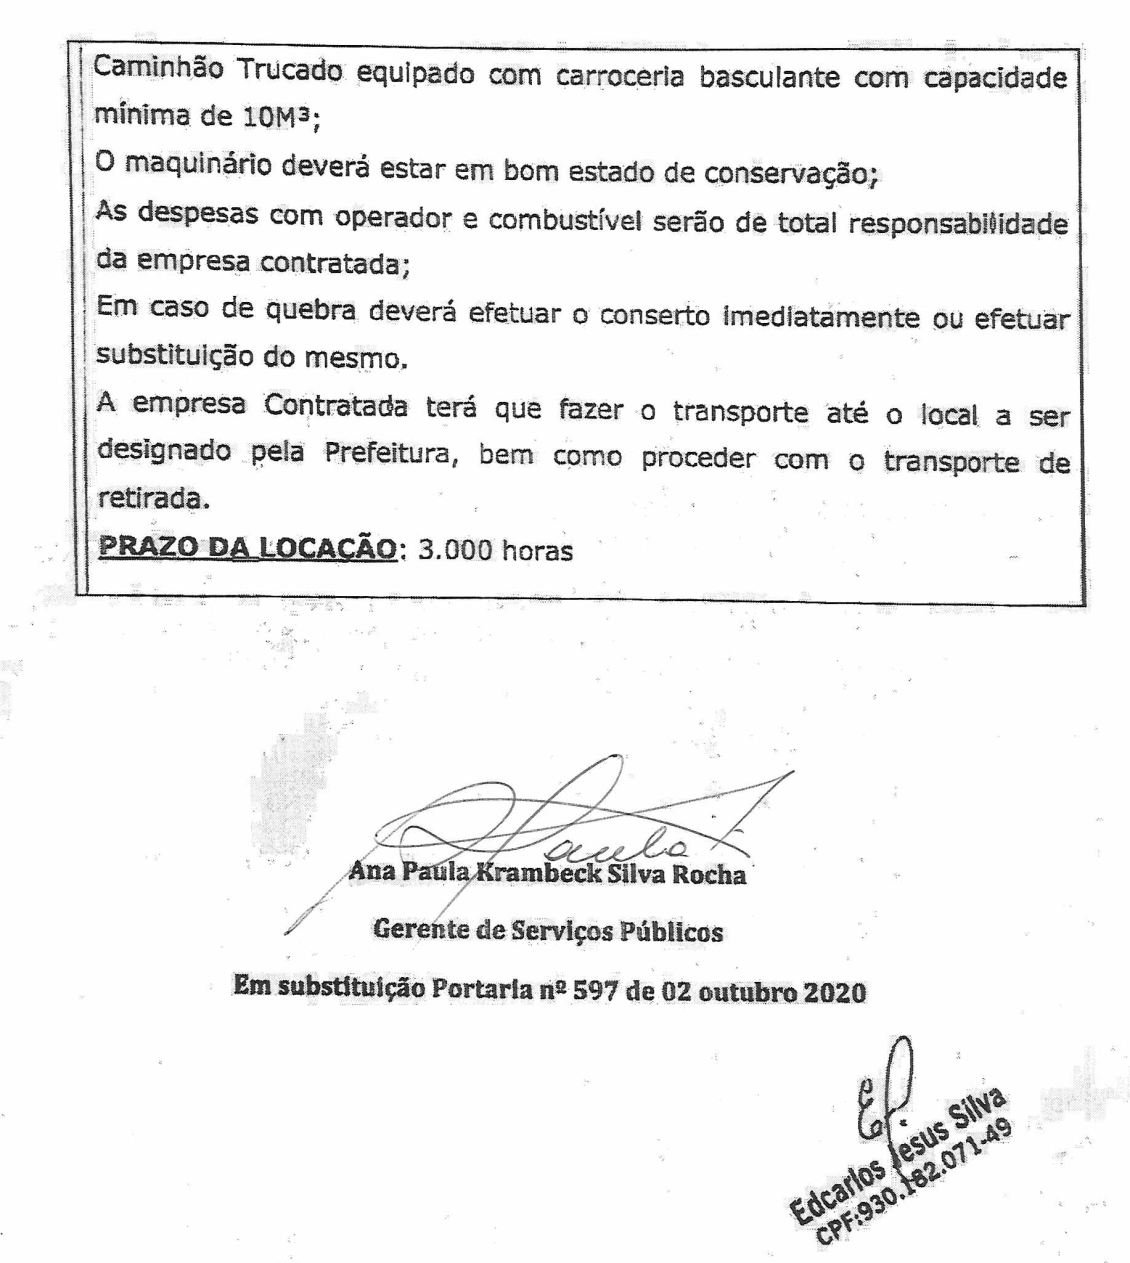 Caminhão Trucado equipado com carroceria basculante com capacidade
mínima de 10M³;
O maquinário deverá estar em bom estado de conservação;
As despesas com operador e combustível serão de total responsabilidade
da empresa contratada;
Em caso de quebra deverá efetuar o conserto imediatamente ou efetuar
substituição do mesmo.
A empresa Contratada terá que fazer o transporte até o local a ser
designado pela Prefeitura, bem como proceder com o transporte de
retirada.
PRAZO DA LOCAÇÃO: 3.000 horas
Ana Paula Krambeck Silva Rocha
Gerente de Serviços Públicos
Em substituição Portaria nº 597 de 02 outubro 2020
Edcarlos Jesus Silva
CPF:930.182.071-49